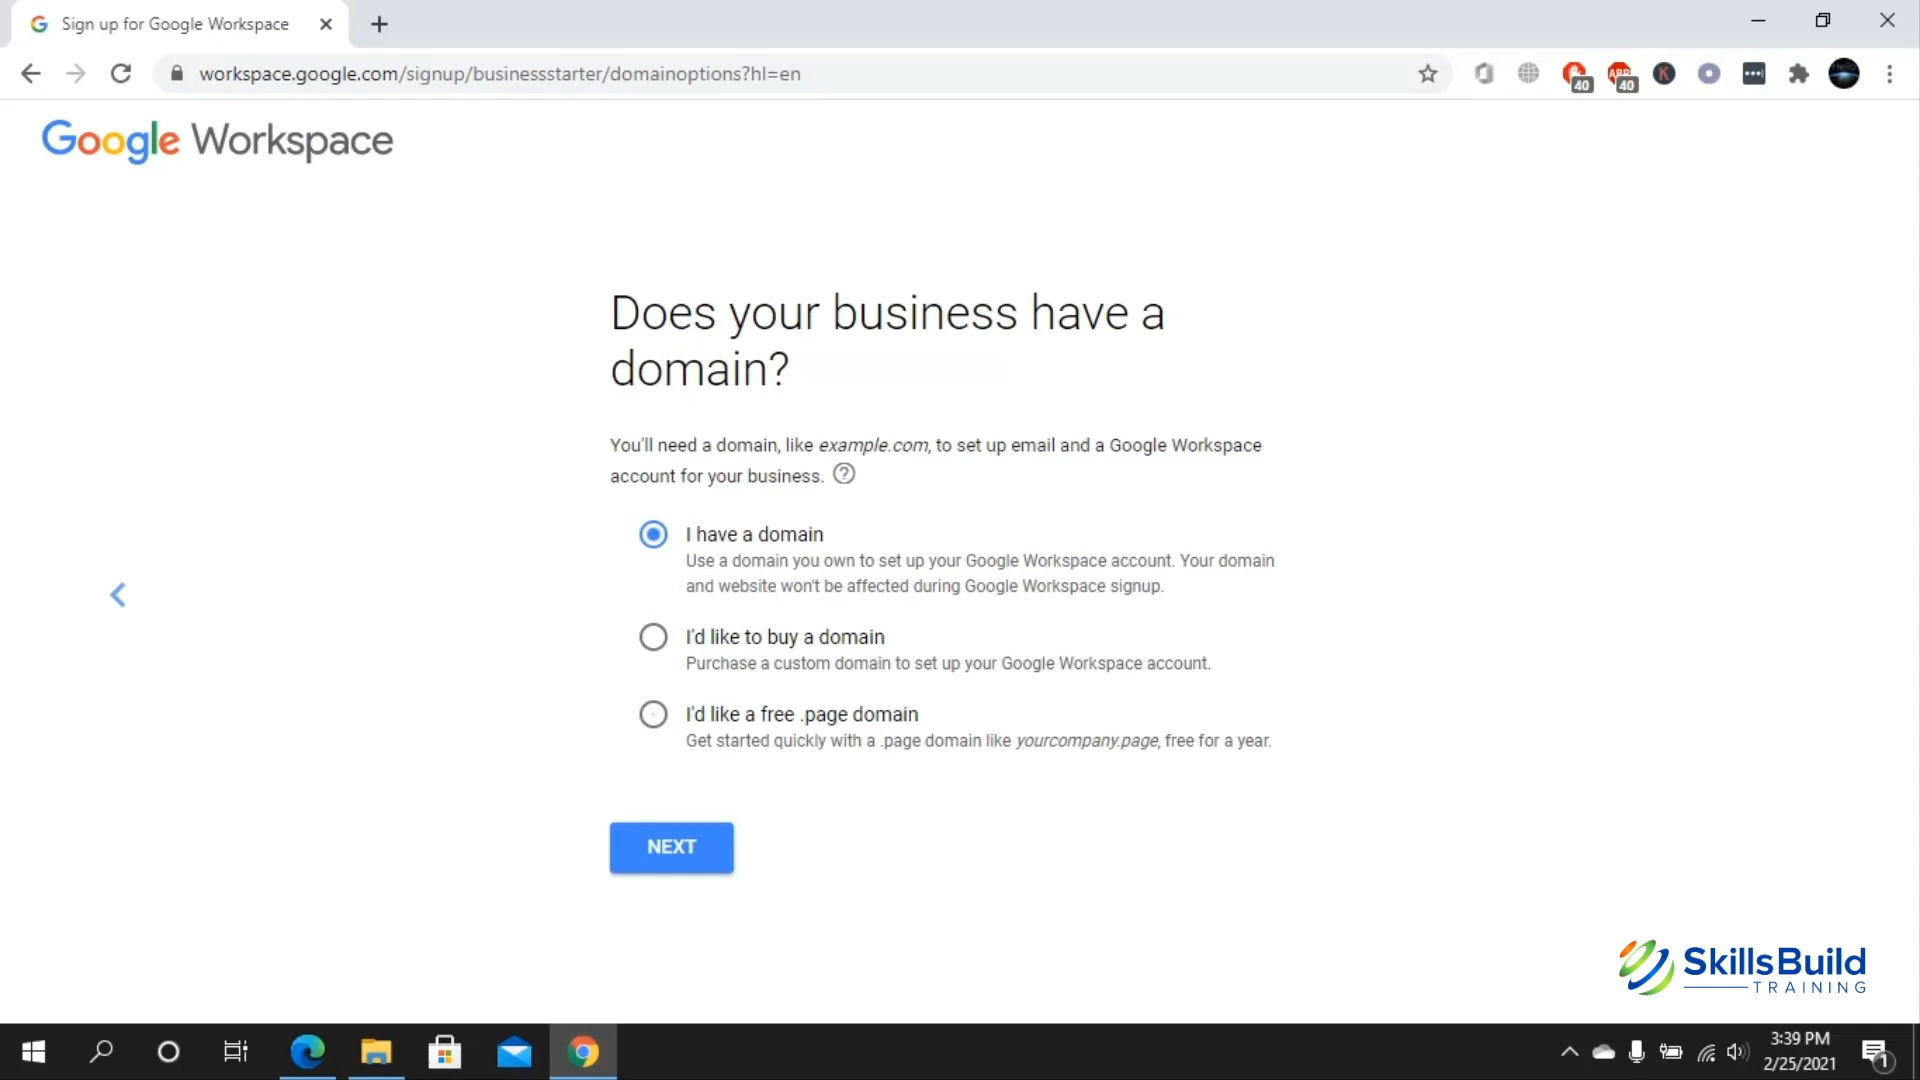 Sign up for Google Workspace
workspace.google.com/signup/businessstarter/domainoptions?hl=en
40
ABP
40
K
Google Workspace
Does your business have a
domain?
You'll need a domain, like example.com, to set up email and a Google Workspace
account for your business. ?
I have a domain
Use a domain you own to set up your Google Workspace account. Your domain
and website won't be affected during Google Workspace signup.
I'd like to buy a domain
Purchase a custom domain to set up your Google Workspace account.
I'd like a free .page domain
Get started quickly with a .page domain like yourcompany.page, free for a year.
NEXT
SkillsBuild
TRAINING
3:39 PM
2/25/2021
1